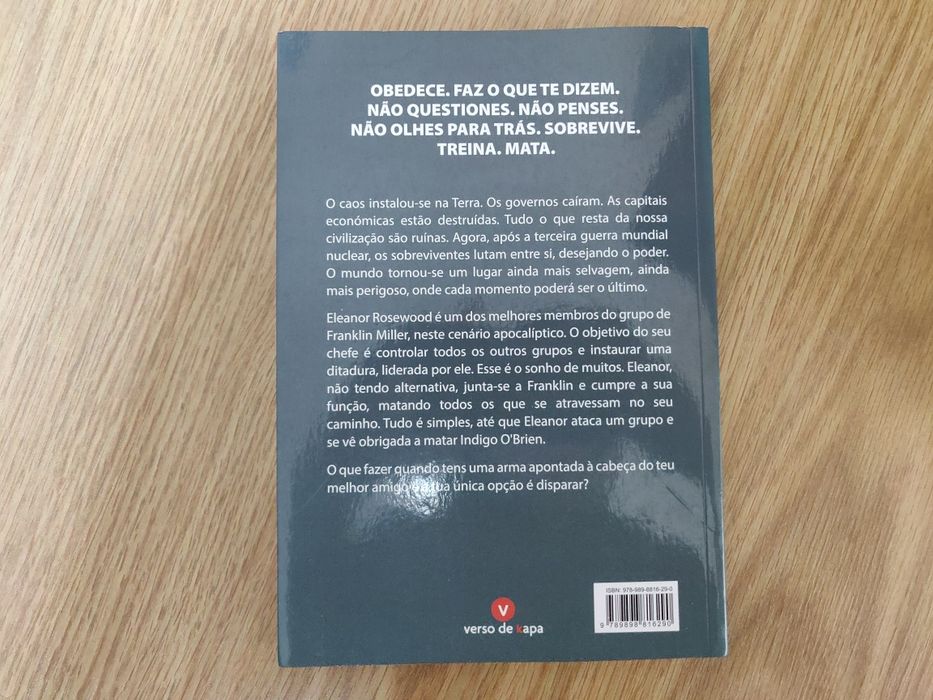 OBEDECE. FAZ O QUE TE DIZEM.
NÃO QUESTIONES. NÃO PENSES.
NÃO OLHES PARA TRÁS. SOBREVIVE.
TREINA. MATA.
O caos instalou-se na Terra. Os governos caíram. As capitais
económicas estão destruídas. Tudo o que resta da nossa
civilização são ruínas. Agora, após a terceira guerra mundial
nuclear, os sobreviventes lutam entre si, desejando o poder.
O mundo tornou-se um lugar ainda mais selvagem, ainda
mais perigoso, onde cada momento poderá ser o último.
Eleanor Rosewood é um dos melhores membros do grupo de
Franklin Miller, neste cenário apocalíptico. O objetivo do seu
chefe é controlar todos os outros grupos e instaurar uma
ditadura, liderada por ele. Esse é o sonho de muitos. Eleanor,
não tendo alternativa, junta-se a Franklin e cumpre a sua
função, matando todos os que se atravessam no seu
caminho. Tudo é simples, até que Eleanor ataca um grupo e
se vê obrigada a matar Indigo O'Brien.
O que fazer quando tens uma arma apontada à cabeça do teu
melhor amigo e a tua única opção é disparar?
ISBN: 978-989-8816-29-0
9 789898 816290
V
verso de kapa